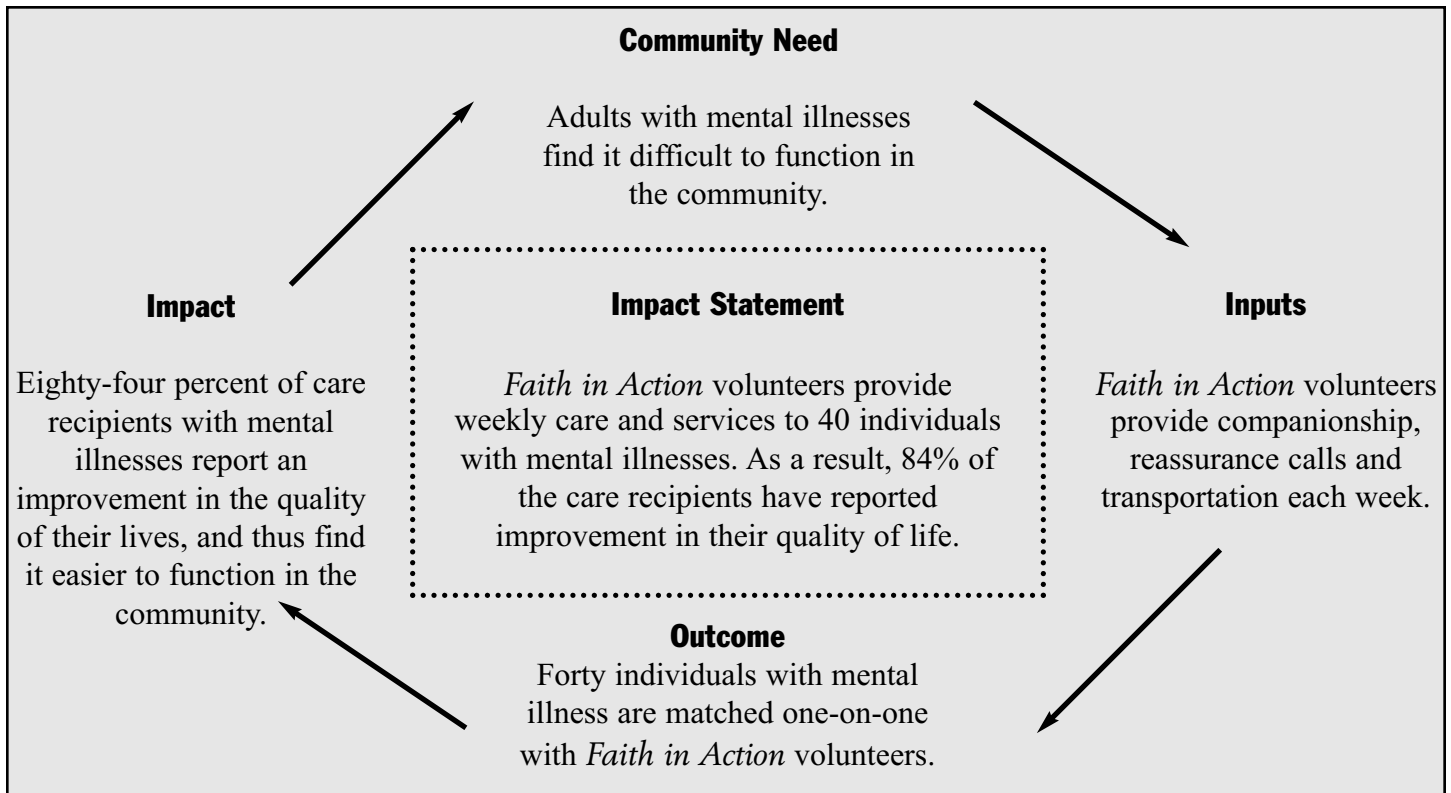 Community Need
Adults with mental illnesses
find it difficult to function in
the community.
Impact
Eighty-four percent of care
recipients with mental
illnesses report an
improvement in the quality
of their lives, and thus find
it easier to function in the
community.
Impact Statement
Faith in Action volunteers provide
weekly care and services to 40 individuals
with mental illnesses. As a result, 84% of
the care recipients have reported
improvement in their quality of life.
Inputs
Faith in Action volunteers
provide companionship,
reassurance calls and
transportation each week.
Outcome
Forty individuals with mental
illness are matched one-on-one
with Faith in Action volunteers.